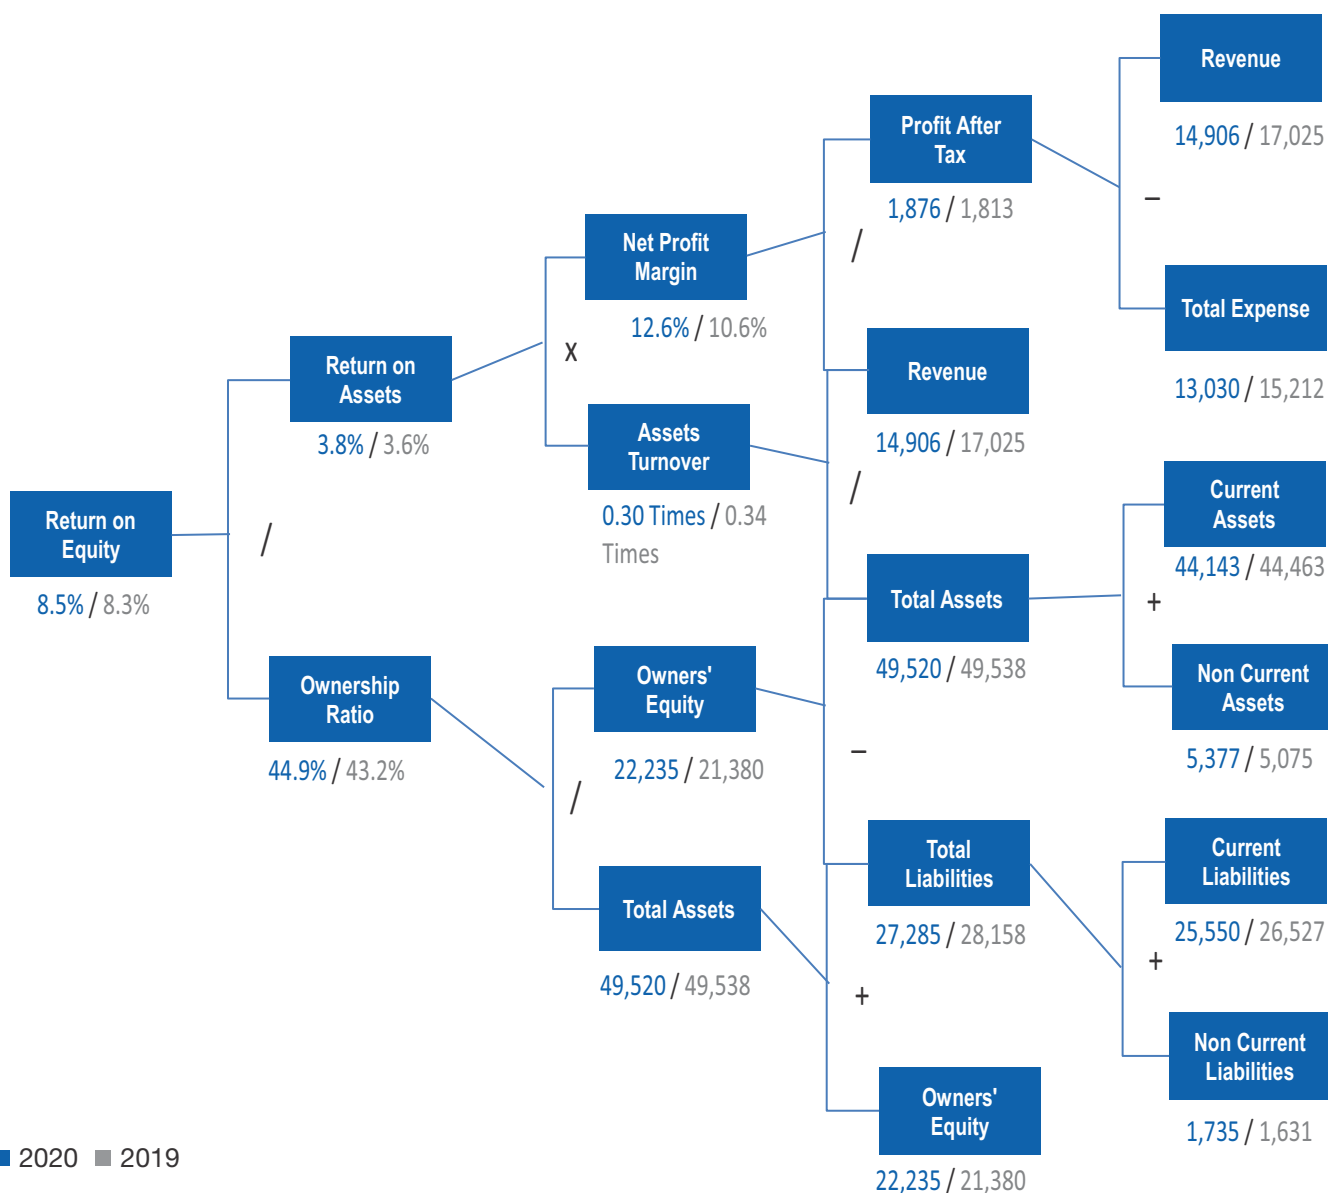 Revenue
14,906 / 17,025
Profit After
Tax
1,876 / 1,813
–
Net Profit
Margin
12.6% / 10.6%
/
Total Expense
13,030 / 15,212
Return on
Assets
3.8% / 3.6%
x
Revenue
14,906 / 17,025
Assets
Turnover
0.30 Times / 0.34
Times
/
Current
Assets
44,143 / 44,463
Return on
Equity
8.5% / 8.3%
/
Total Assets
49,520 / 49,538
+
Non Current
Assets
5,377 / 5,075
Ownership
Ratio
44.9% / 43.2%
Owners'
Equity
22,235 / 21,380
–
/
Total
Liabilities
27,285 / 28,158
Current
Liabilities
25,550 / 26,527
Total Assets
49,520 / 49,538
+
+
Non Current
Liabilities
1,735 / 1,631
Owners'
Equity
22,235 / 21,380
2020 2019